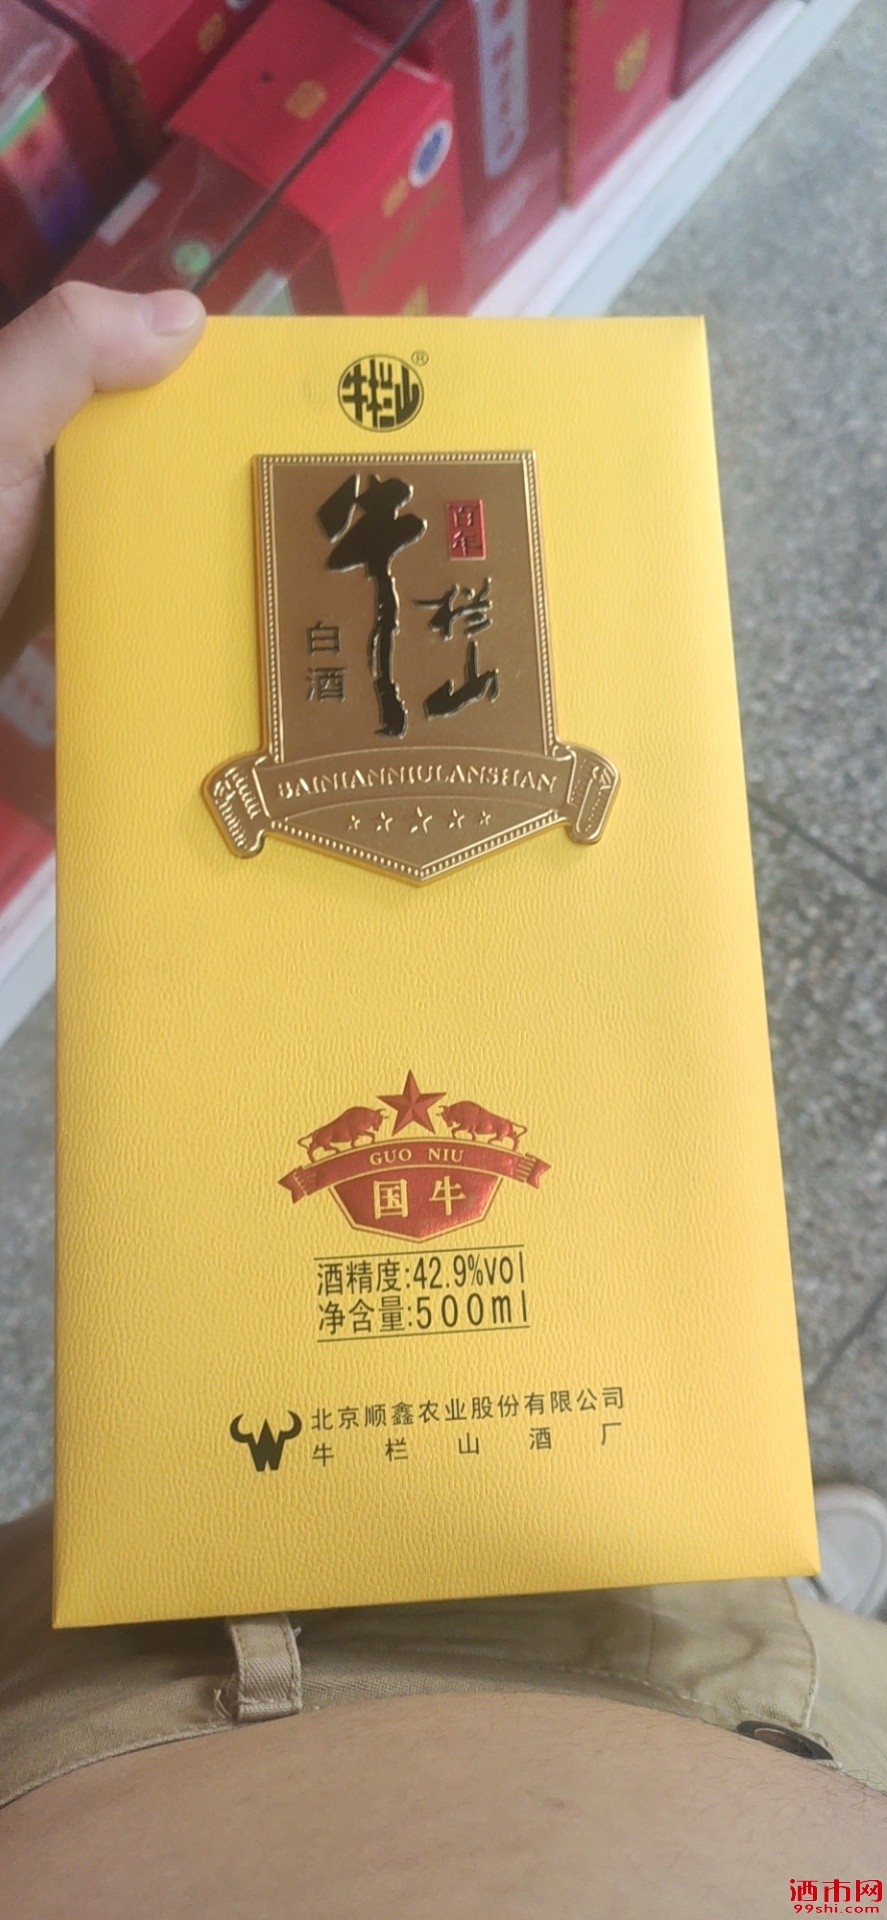 牛栏山®
牛栏山
百年
白酒
BAINIANNIULANSHAN
GUO NIU
国牛
酒精度:42.9%vol
净含量:500ml
北京顺鑫农业股份有限公司
牛栏山酒厂
酒市网
99shi.com